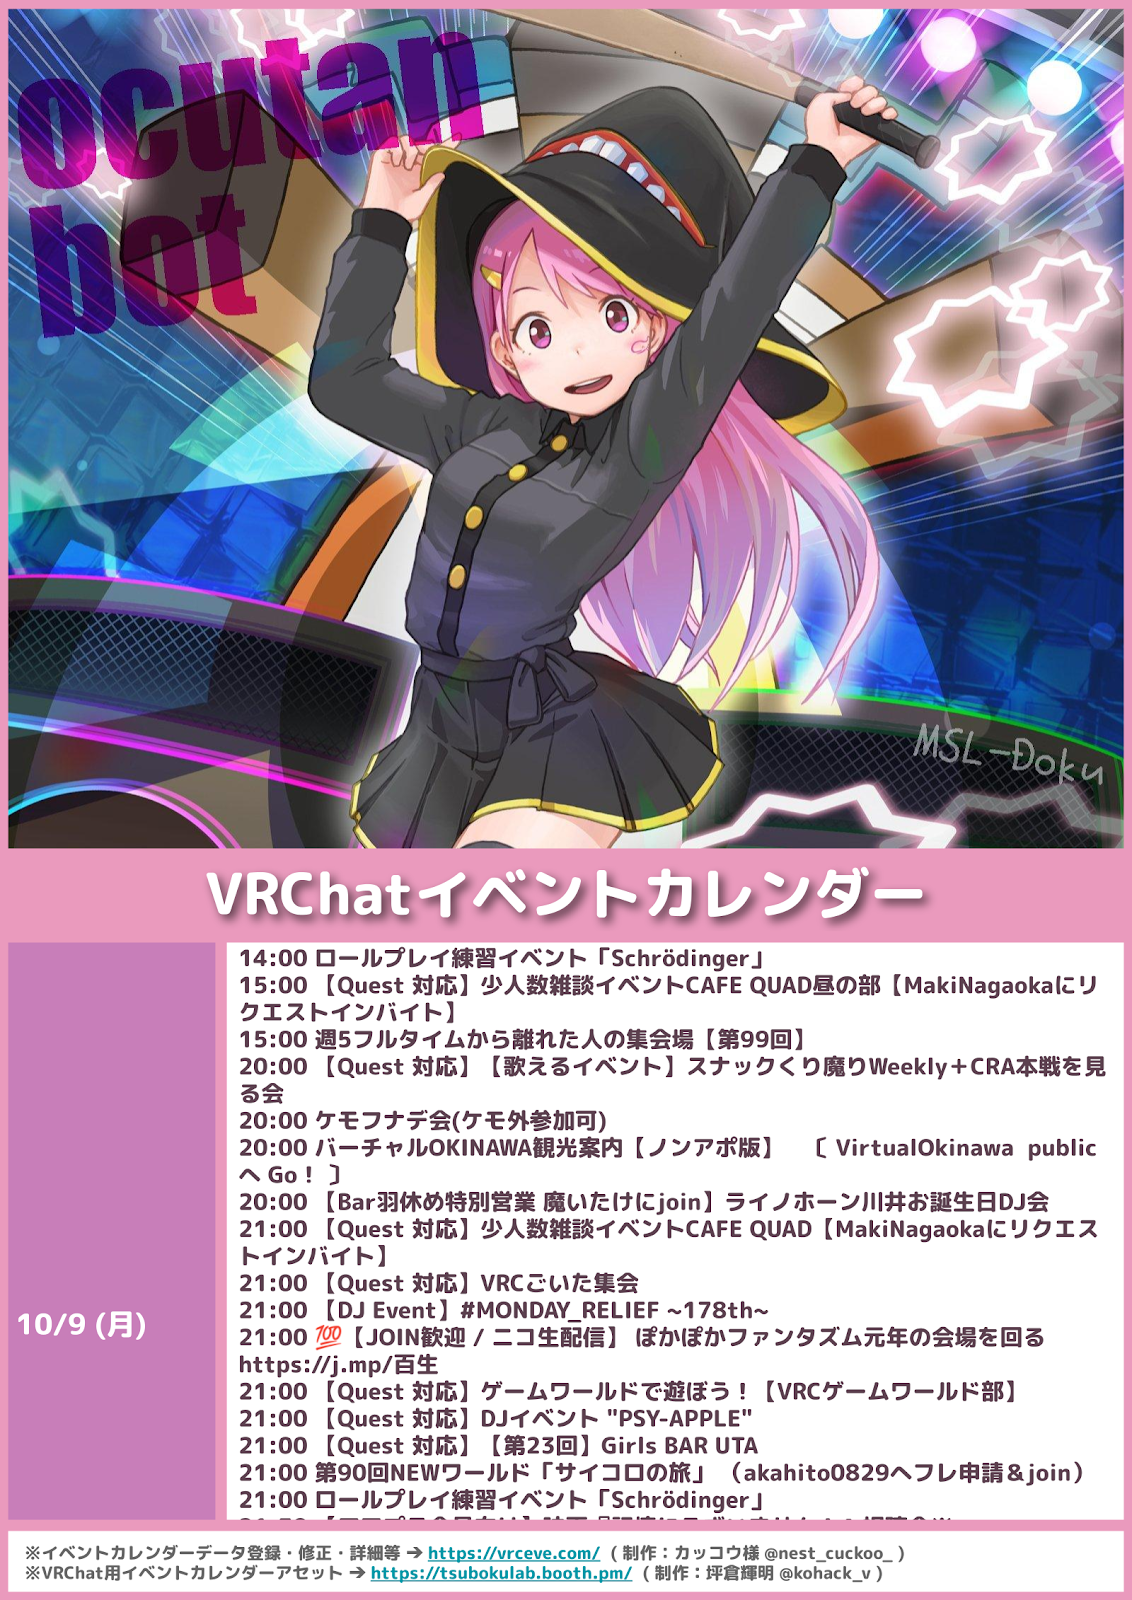 ocutan
bot
MSL-Doku
VRChatイベントカレンダー
10/9 (月)
14:00 ロールプレイ練習イベント「Schrödinger」
15:00 【Quest 対応】少人数雑談イベントCAFE QUAD昼の部【MakiNagaokaにリ
クエストインバイト】
15:00 週5フルタイムから離れた人の集会場【第99回】
20:00 【Quest 対応】【歌えるイベント】スナックくり魔りWeekly＋CRA本戦を見
る会
20:00 ケモフナデ会(ケモ外参加可)
20:00 バーチャルOKINAWA観光案内【ノンアポ版】　〔 VirtualOkinawa public
へ Go！ 〕
20:00 【Bar羽休め特別営業 魔いたけにjoin】ライノホーン川井お誕生日DJ会
21:00 【Quest 対応】少人数雑談イベントCAFE QUAD【MakiNagaokaにリクエス
トインバイト】
21:00 【Quest 対応】VRCごいた集会
21:00 【DJ Event】#MONDAY_RELIEF ~178th~
21:00 💯【JOIN歓迎 / ニコ生配信】 ぽかぽかファンタズム元年の会場を回る
https://j.mp/百生
21:00 【Quest 対応】ゲームワールドで遊ぼう！【VRCゲームワールド部】
21:00 【Quest 対応】DJイベント "PSY-APPLE"
21:00 【Quest 対応】【第23回】Girls BAR UTA
21:00 第90回NEWワールド「サイコロの旅」 （akahito0829へフレ申請＆join）
21:00 ロールプレイ練習イベント「Schrödinger」
※イベントカレンダーデータ登録・修正・詳細等 ➔ https://vrceve.com/ ( 制作：カッコウ様 @nest_cuckoo_ )
※VRChat用イベントカレンダーアセット ➔ https://tsubokulab.booth.pm/ ( 制作：坪倉輝明 @kohack_v )